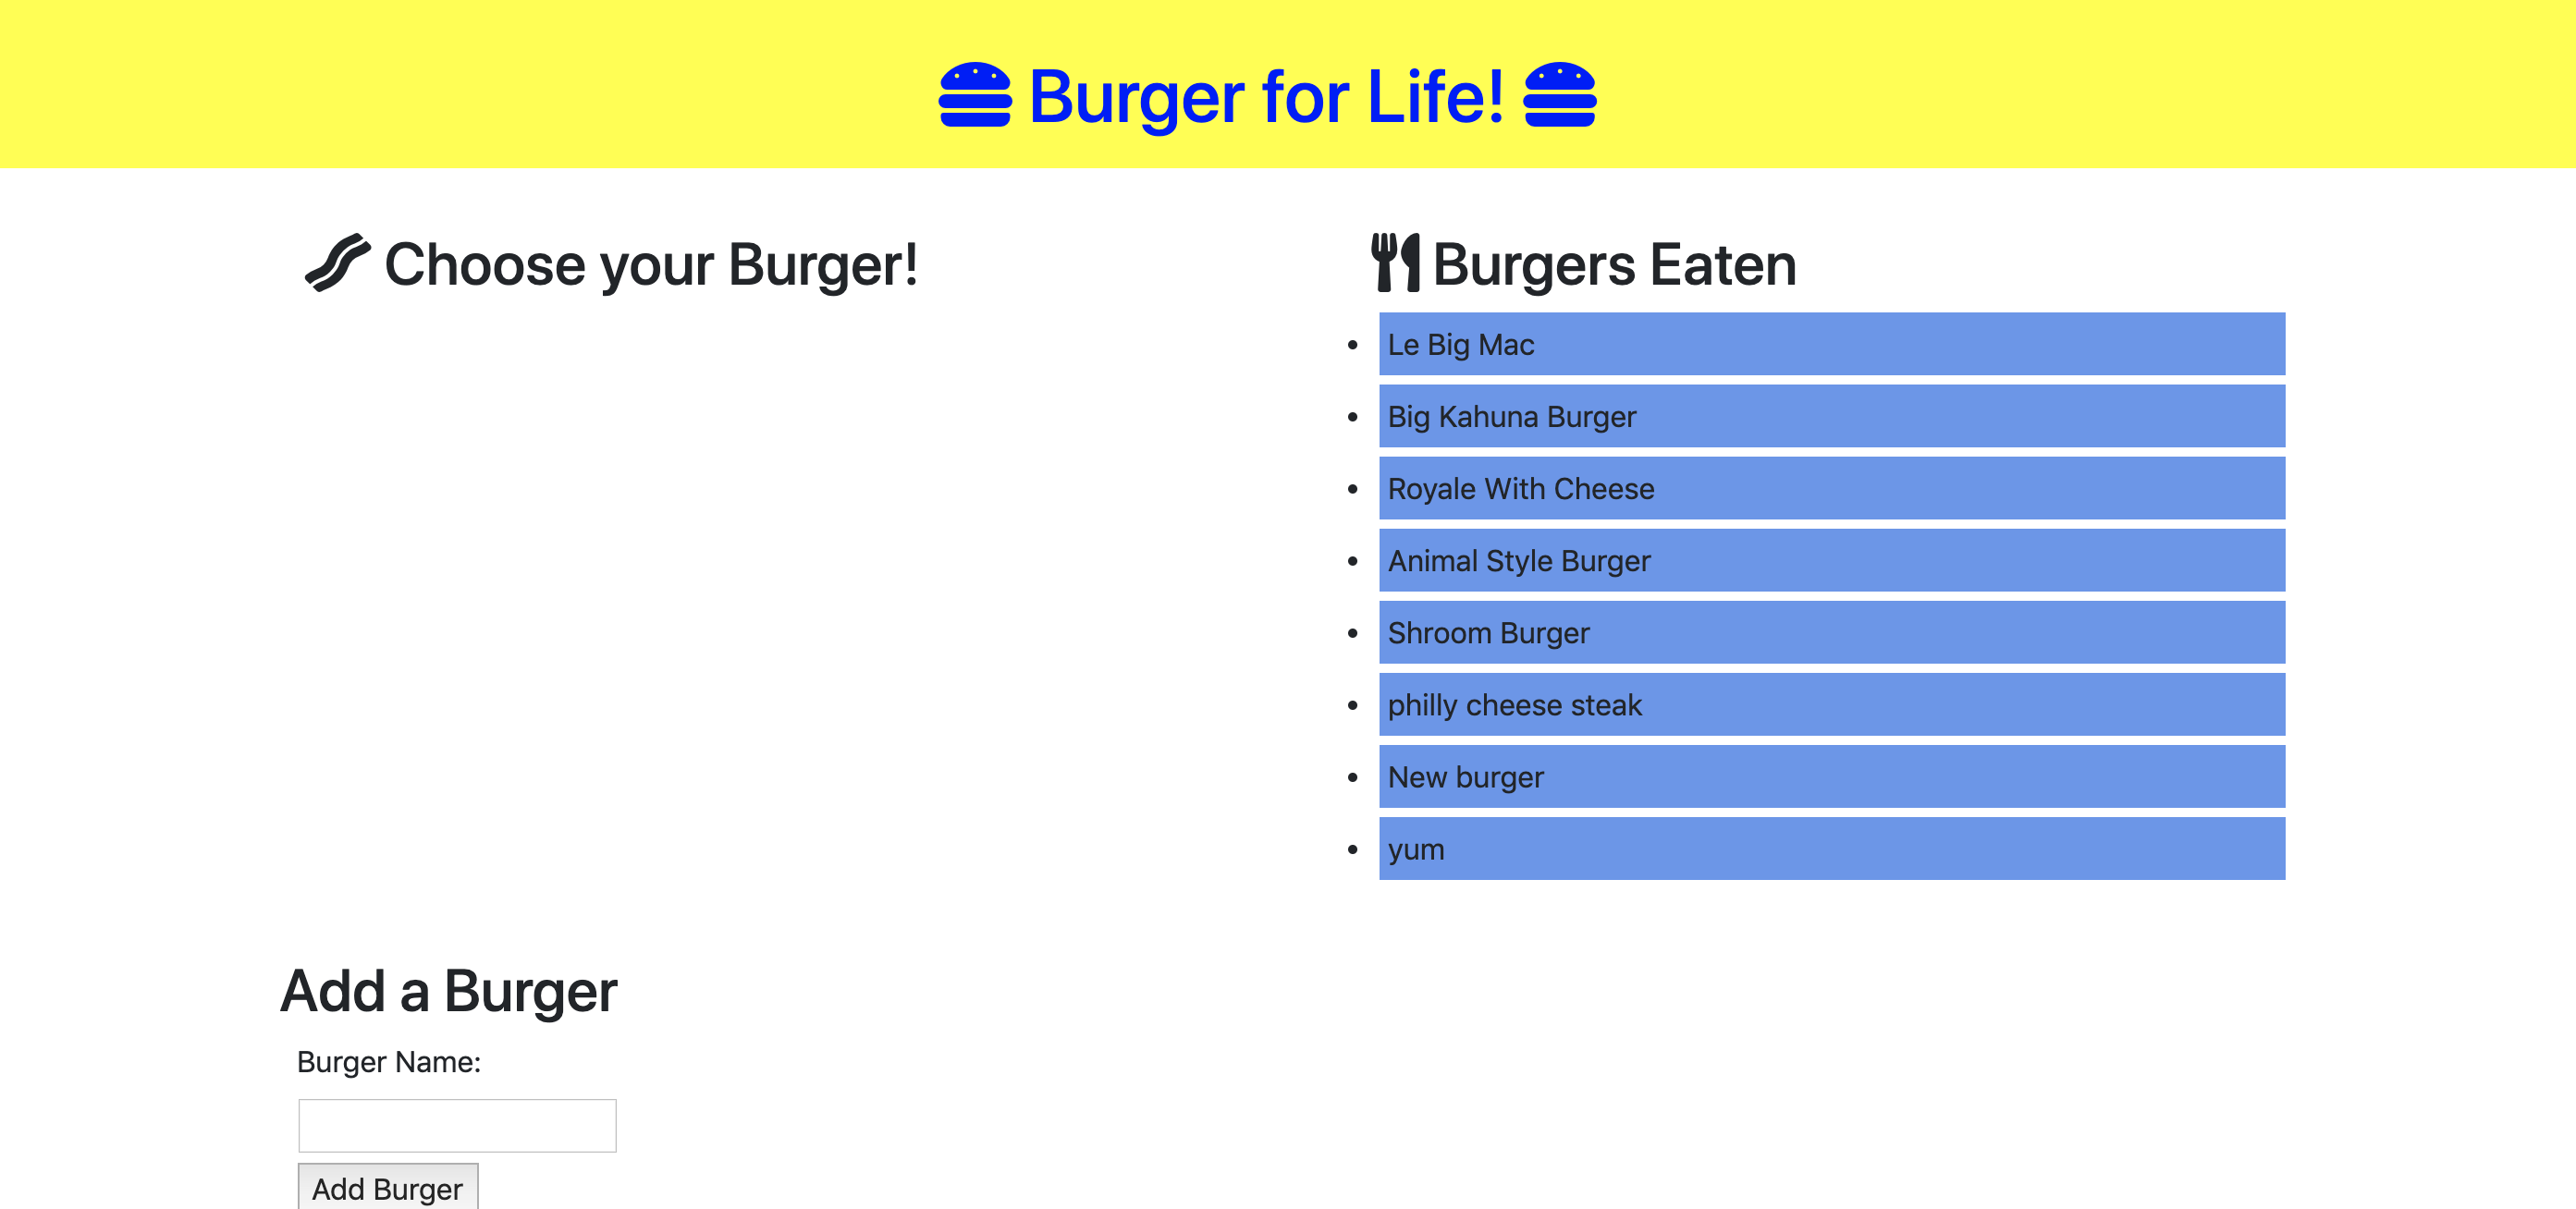 Burger for Life!
Choose your Burger!
Burgers Eaten
Le Big Mac
Big Kahuna Burger
Royale With Cheese
Animal Style Burger
Shroom Burger
philly cheese steak
New burger
yum
Add a Burger
Burger Name:
Add Burger